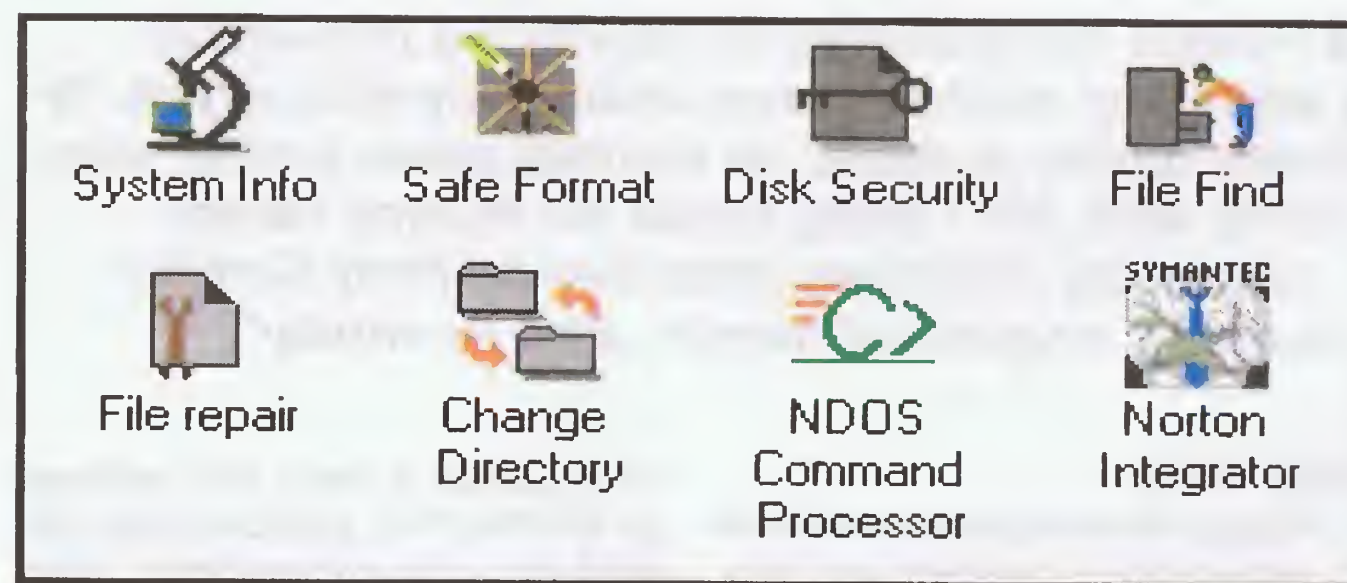 System Info
Safe Format
Disk Security
File Find
File repair
Change
Directory
NDOS
Command
Processor
SYMANTEC
Norton
Integrator